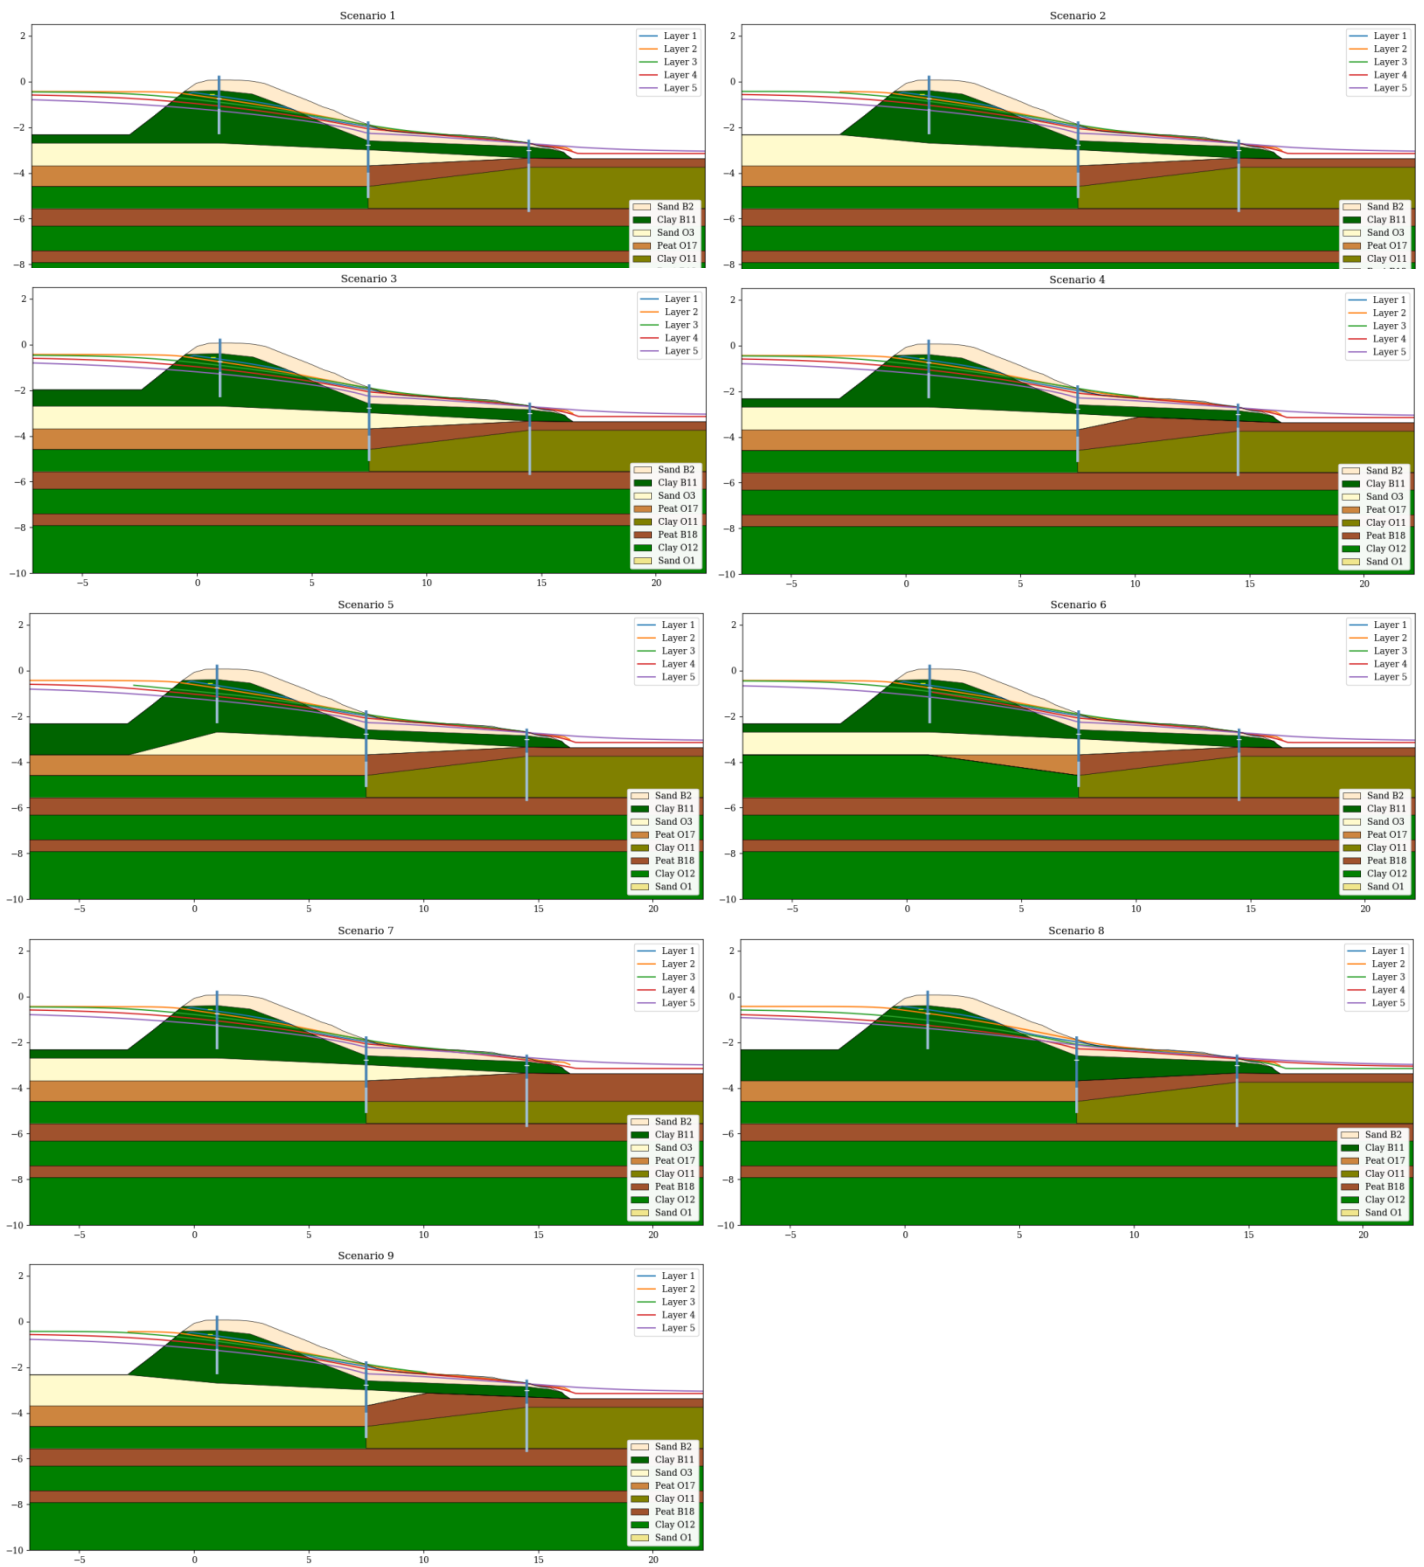 Scenario 1
2
0
−2
−4
−6
−8
Layer 1
Layer 2
Layer 3
Layer 4
Layer 5
Sand B2
Clay B11
Sand O3
Peat O17
Clay O11
Scenario 2
2
0
−2
−4
−6
−8
Layer 1
Layer 2
Layer 3
Layer 4
Layer 5
Sand B2
Clay B11
Sand O3
Peat O17
Clay O11
Scenario 3
2
0
−2
−4
−6
−8
−10
Layer 1
Layer 2
Layer 3
Layer 4
Layer 5
Sand B2
Clay B11
Sand O3
Peat O17
Clay O11
Peat B18
Clay O12
Sand O1
−5 0 5 10 15 20
Scenario 4
2
0
−2
−4
−6
−8
−10
Layer 1
Layer 2
Layer 3
Layer 4
Layer 5
Sand B2
Clay B11
Sand O3
Peat O17
Clay O11
Peat B18
Clay O12
Sand O1
−5 0 5 10 15 20
Scenario 5
2
0
−2
−4
−6
−8
−10
Layer 1
Layer 2
Layer 3
Layer 4
Layer 5
Sand B2
Clay B11
Sand O3
Peat O17
Clay O11
Peat B18
Clay O12
Sand O1
−5 0 5 10 15 20
Scenario 6
2
0
−2
−4
−6
−8
−10
Layer 1
Layer 2
Layer 3
Layer 4
Layer 5
Sand B2
Clay B11
Sand O3
Peat O17
Clay O11
Peat B18
Clay O12
Sand O1
−5 0 5 10 15 20
Scenario 7
2
0
−2
−4
−6
−8
−10
Layer 1
Layer 2
Layer 3
Layer 4
Layer 5
Sand B2
Clay B11
Sand O3
Peat O17
Clay O11
Peat B18
Clay O12
Sand O1
−5 0 5 10 15 20
Scenario 8
2
0
−2
−4
−6
−8
−10
Layer 1
Layer 2
Layer 3
Layer 4
Layer 5
Sand B2
Clay B11
Peat O17
Clay O11
Peat B18
Clay O12
Sand O1
−5 0 5 10 15 20
Scenario 9
2
0
−2
−4
−6
−8
−10
Layer 1
Layer 2
Layer 3
Layer 4
Layer 5
Sand B2
Clay B11
Sand O3
Peat O17
Clay O11
Peat B18
Clay O12
Sand O1
−5 0 5 10 15 20